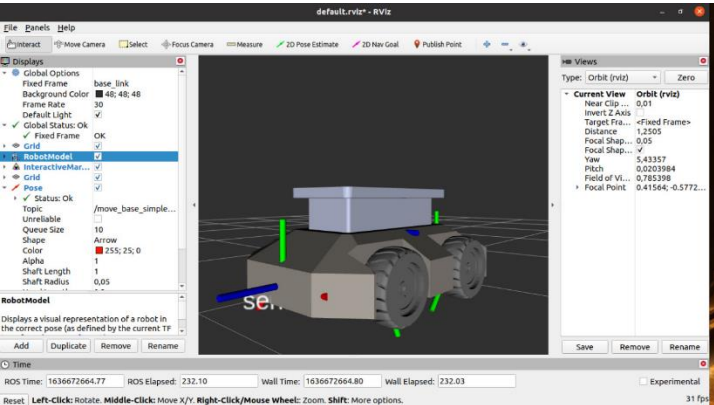 default.rviz* - RViz
File Panels Help
Interact Move Camera Select Focus Camera Measure 2D Pose Estimate 2D Nav Goal Publish Point
Displays
Global Options
Fixed Frame base_link
Background Color 48; 48; 48
Frame Rate 30
Default Light
Global Status: Ok
Fixed Frame OK
Grid
RobotModel
InteractiveMar...
Grid
Pose
Status: Ok
Topic /move_base_simple...
Unreliable
Queue Size 10
Shape Arrow
Color 255; 25; 0
Alpha 1
Shaft Length 1
Shaft Radius 0,05
RobotModel
Displays a visual representation of a robot in
the correct pose (as defined by the current TF
Add Duplicate Remove Rename
Views
Type: Orbit (rviz) Zero
Current View Orbit (rviz)
Near Clip ... 0,01
Invert Z Axis
Target Fra... <Fixed Frame>
Distance 1,2505
Focal Shap... 0,05
Focal Shap...
Yaw 5,43357
Pitch 0,0203984
Field of Vi... 0,785398
Focal Point 0.41564; -0.5772...
Save Remove Rename
Time
ROS Time: 1636672664.77 ROS Elapsed: 232.10 Wall Time: 1636672664.80 Wall Elapsed: 232.03 Experimental
Reset Left-Click: Rotate. Middle-Click: Move X/Y. Right-Click/Mouse Wheel: Zoom. Shift: More options. 31 fps